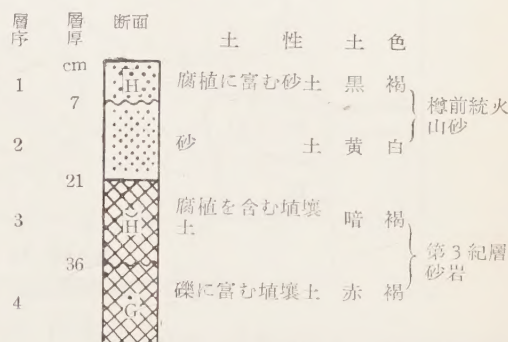 層序 層厚 断面 土性 土色
cm
1 H 腐植に富む砂土 黒褐
7
樽前統火山砂
2 砂土 黄白
21
3 H 腐植を含む埴壌土 暗褐
36
第3紀層砂岩
4 G 礫に富む埴壌土 赤褐